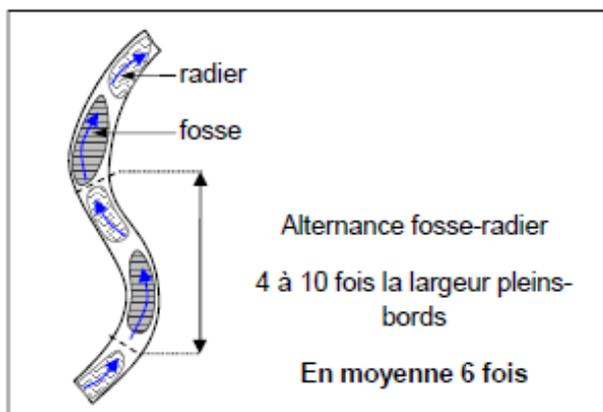 radier
fosse
Alternance fosse-radier
4 à 10 fois la largeur pleins-
bords
En moyenne 6 fois